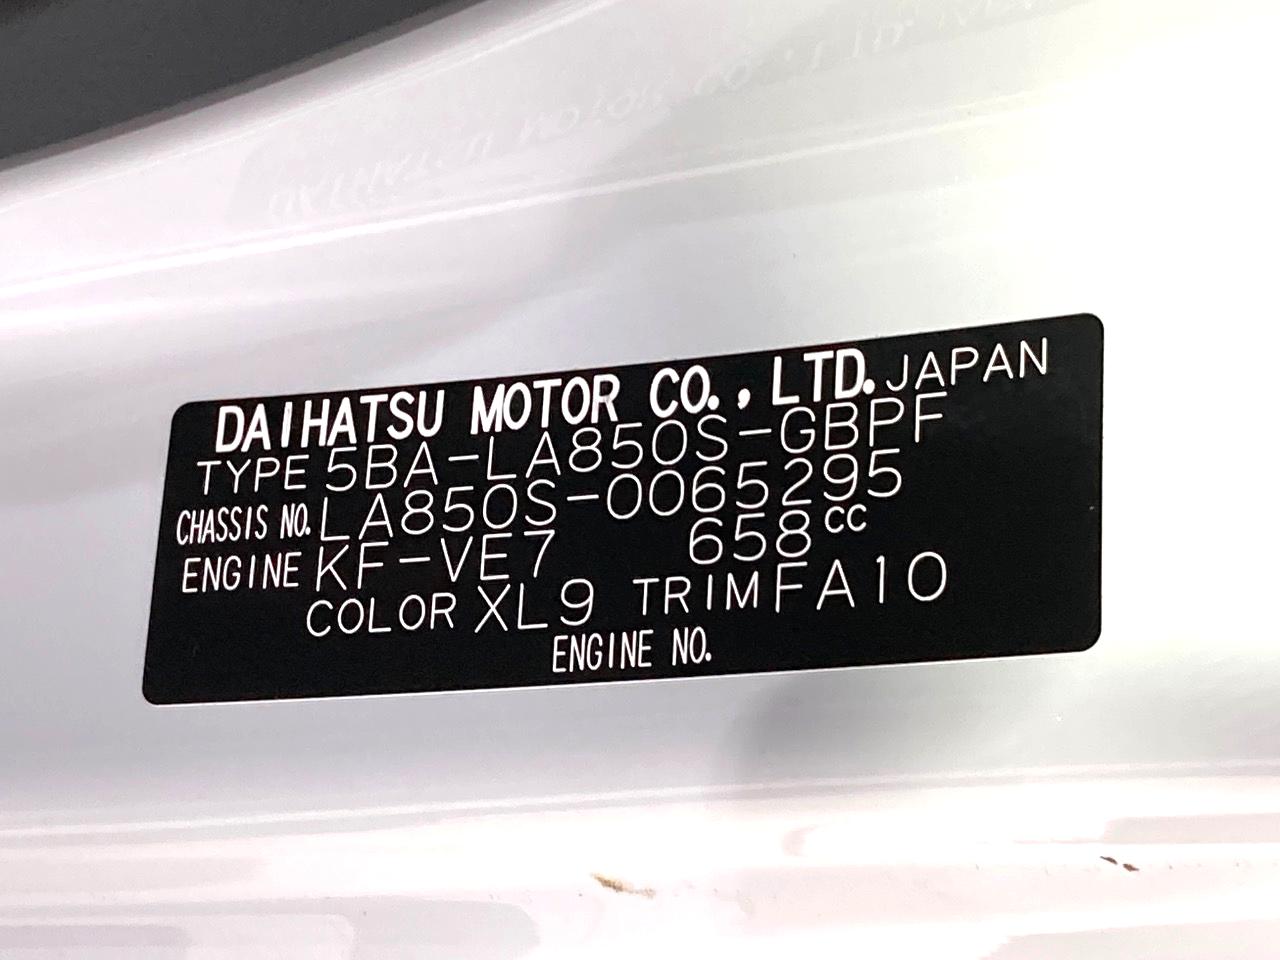 DAIHATSU MOTOR CO., LTD. JAPAN
TYPE 5BA-LA850S-GBPF
CHASSIS NO. LA850S-0065295
ENGINE KF-VE7 658cc
COLOR XL9 TRIM FA10
ENGINE NO.